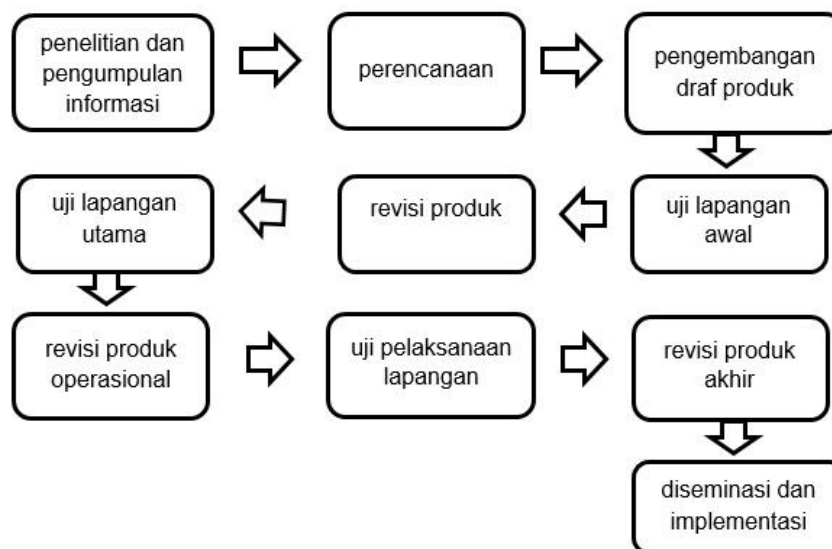 penelitian dan
pengumpulan
informasi
perencanaan
pengembangan
draf produk
uji lapangan
awal
revisi produk
uji lapangan
utama
revisi produk
operasional
uji pelaksanaan
lapangan
revisi produk
akhir
diseminasi dan
implementasi